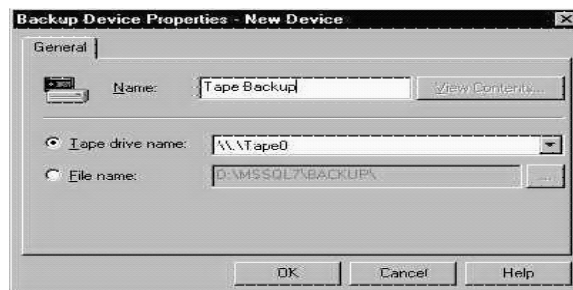 Backup Device Properties - New Device
General
Name: Tape Backup View Contents...
Tape drive name: \\.\Tape0
File name: D:\MSSQL7\BACKUP\ ...
OK Cancel Help